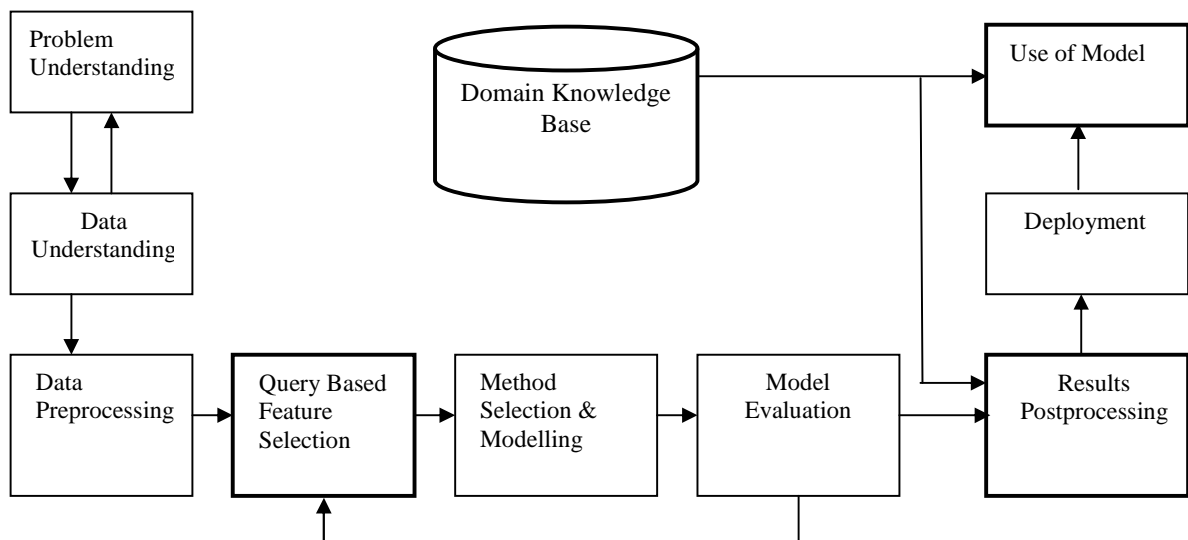 Problem
Understanding
Domain Knowledge
Base
Use of Model
Data
Understanding
Deployment
Data
Preprocessing
Query Based
Feature
Selection
Method
Selection &
Modelling
Model
Evaluation
Results
Postprocessing